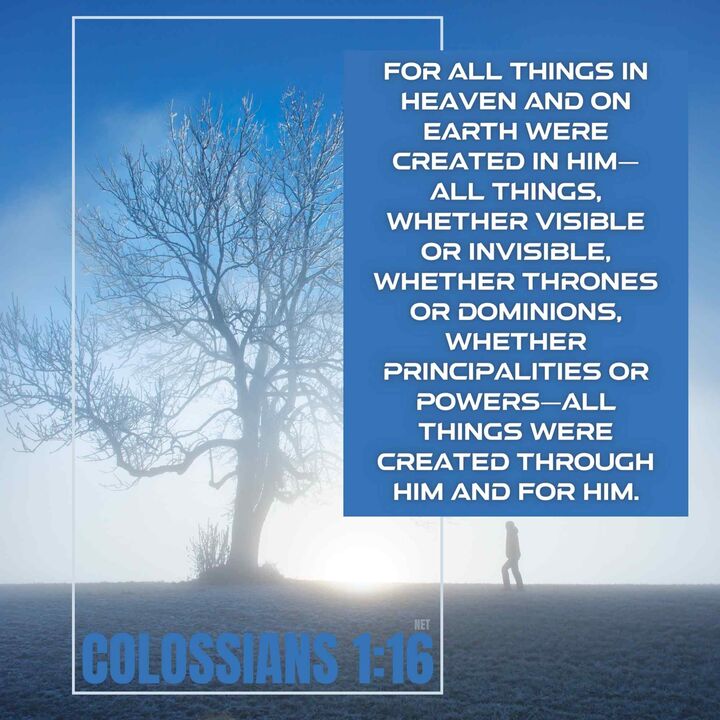 FOR ALL THINGS IN
HEAVEN AND ON
EARTH WERE
CREATED IN HIM—
ALL THINGS,
WHETHER VISIBLE
OR INVISIBLE,
WHETHER THRONES
OR DOMINIONS,
WHETHER
PRINCIPALITIES OR
POWERS—ALL
THINGS WERE
CREATED THROUGH
HIM AND FOR HIM.
NET
COLOSSIANS 1:16